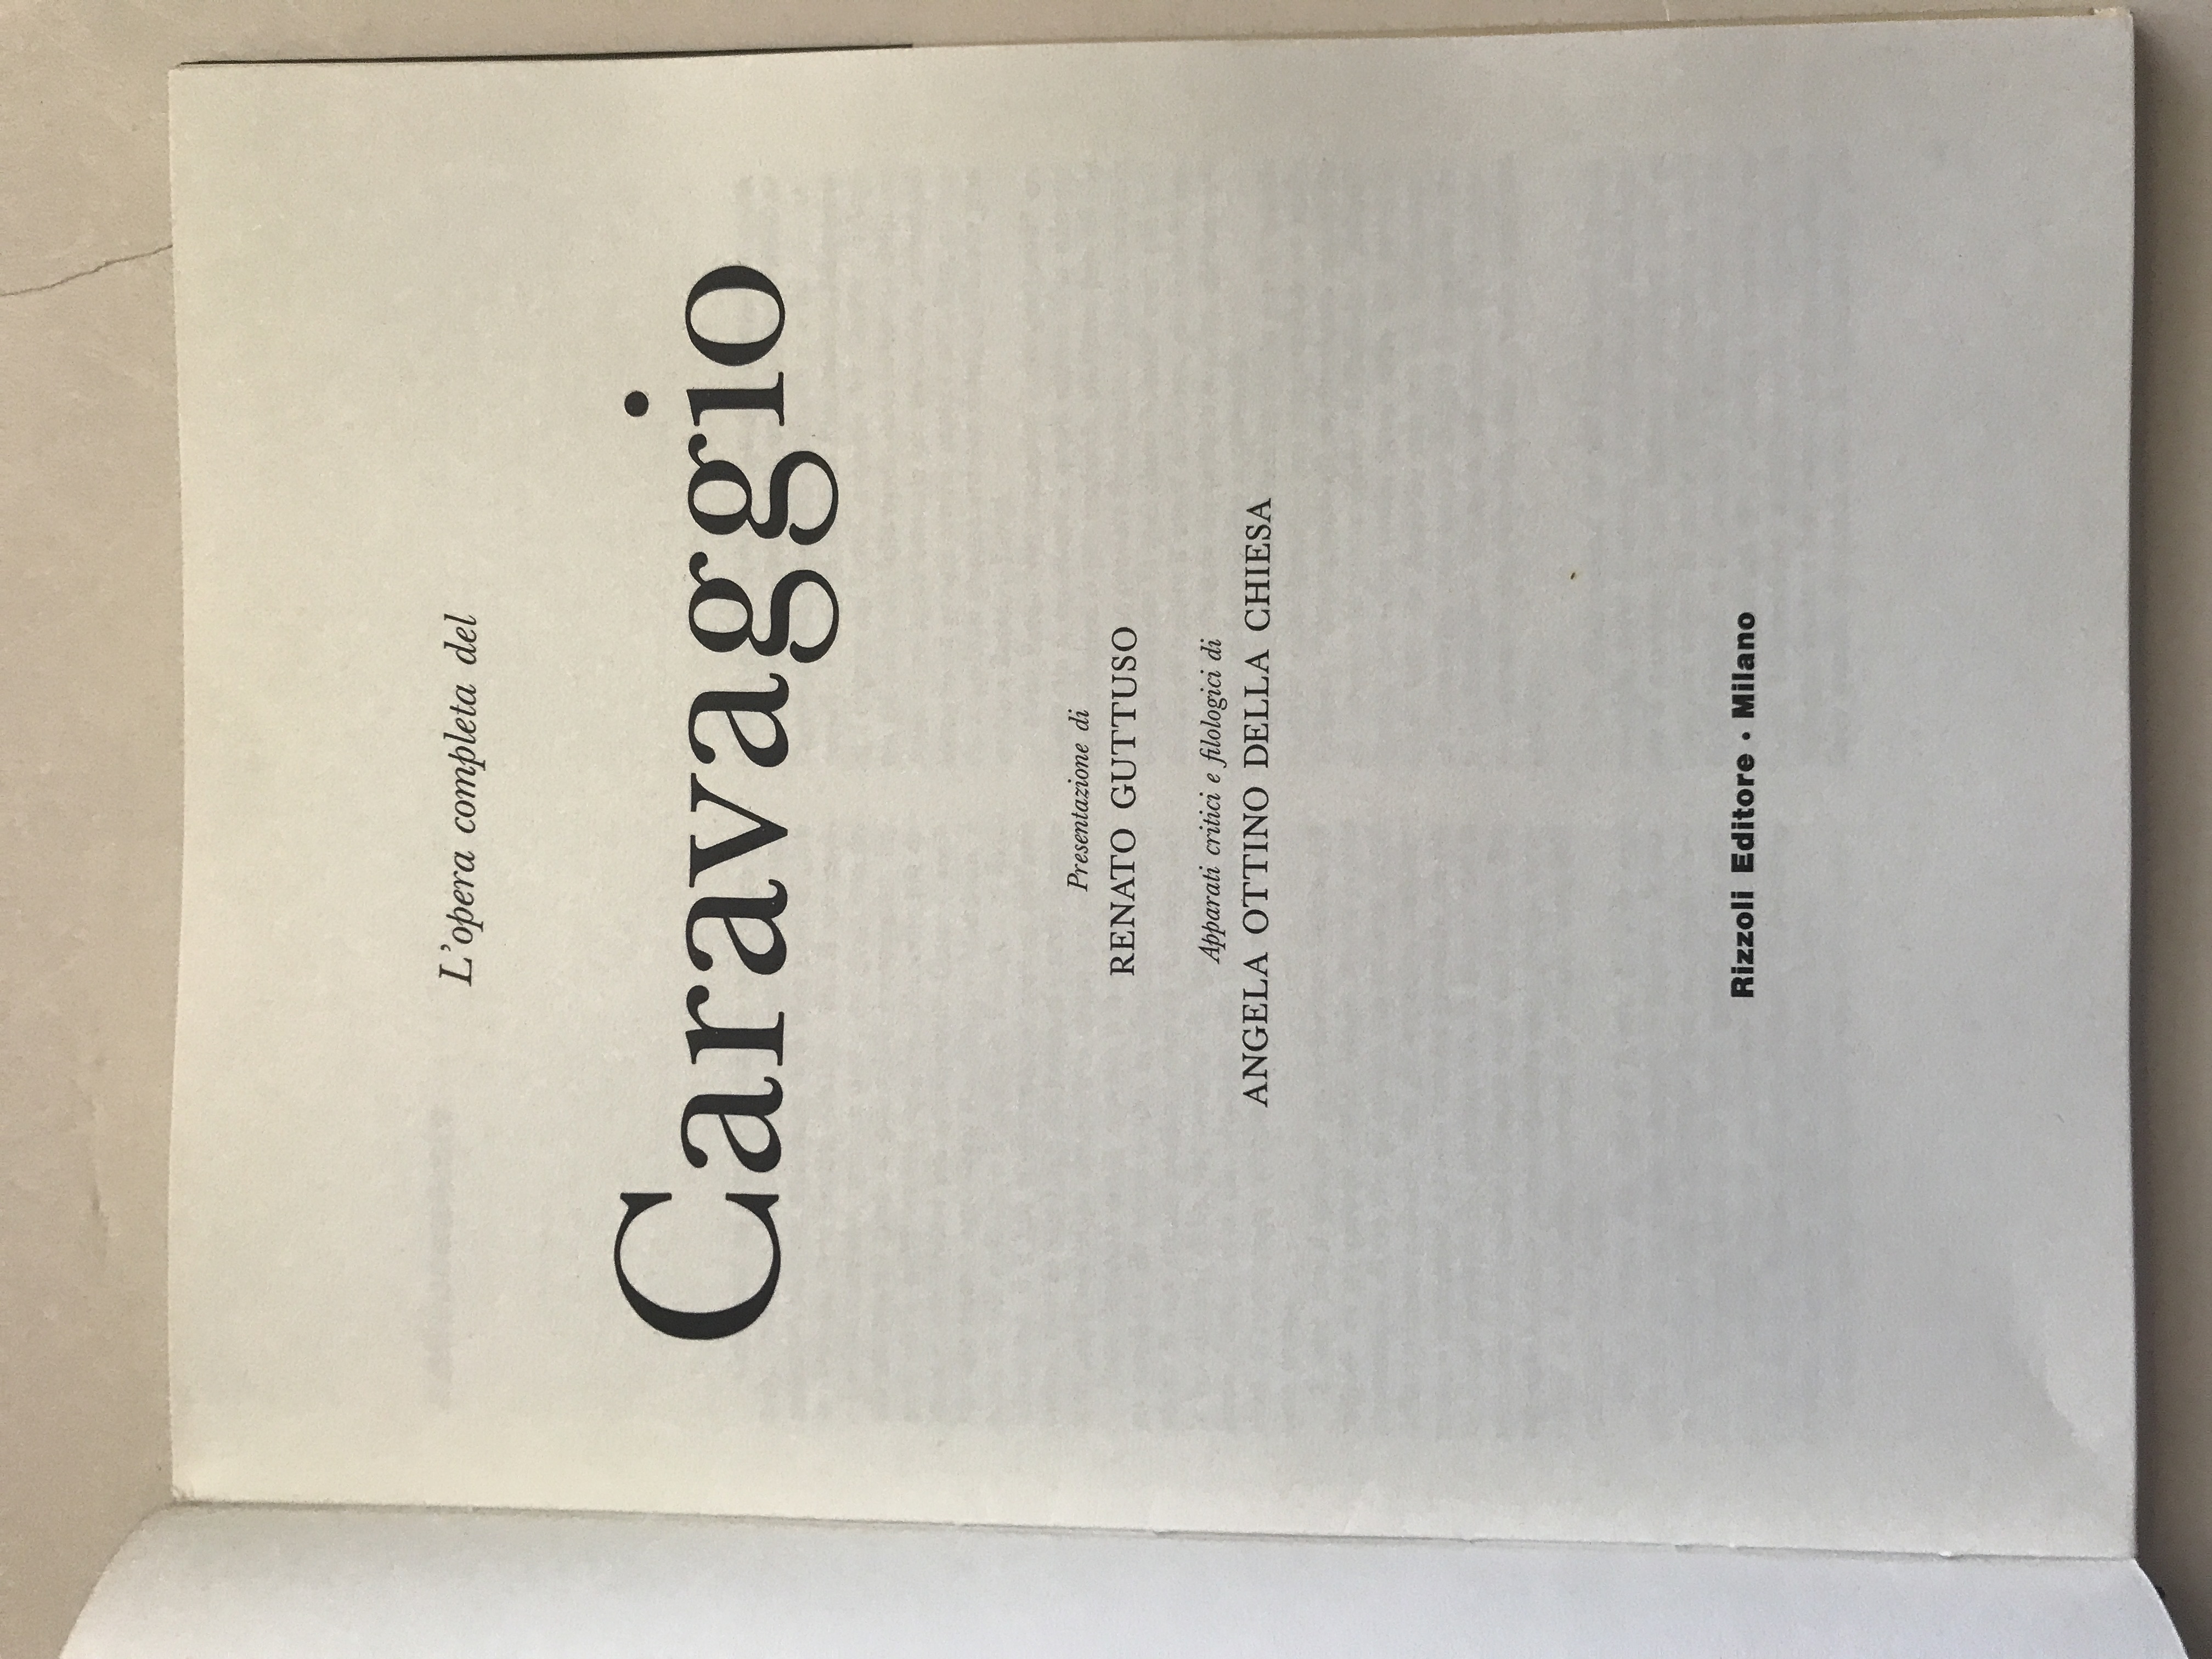 L'opera completa del
Caravaggio
Presentazione di
RENATO GUTTUSO
Apparati critici e filologici di
ANGELA OTTINO DELLA CHIESA
Rizzoli Editore • Milano